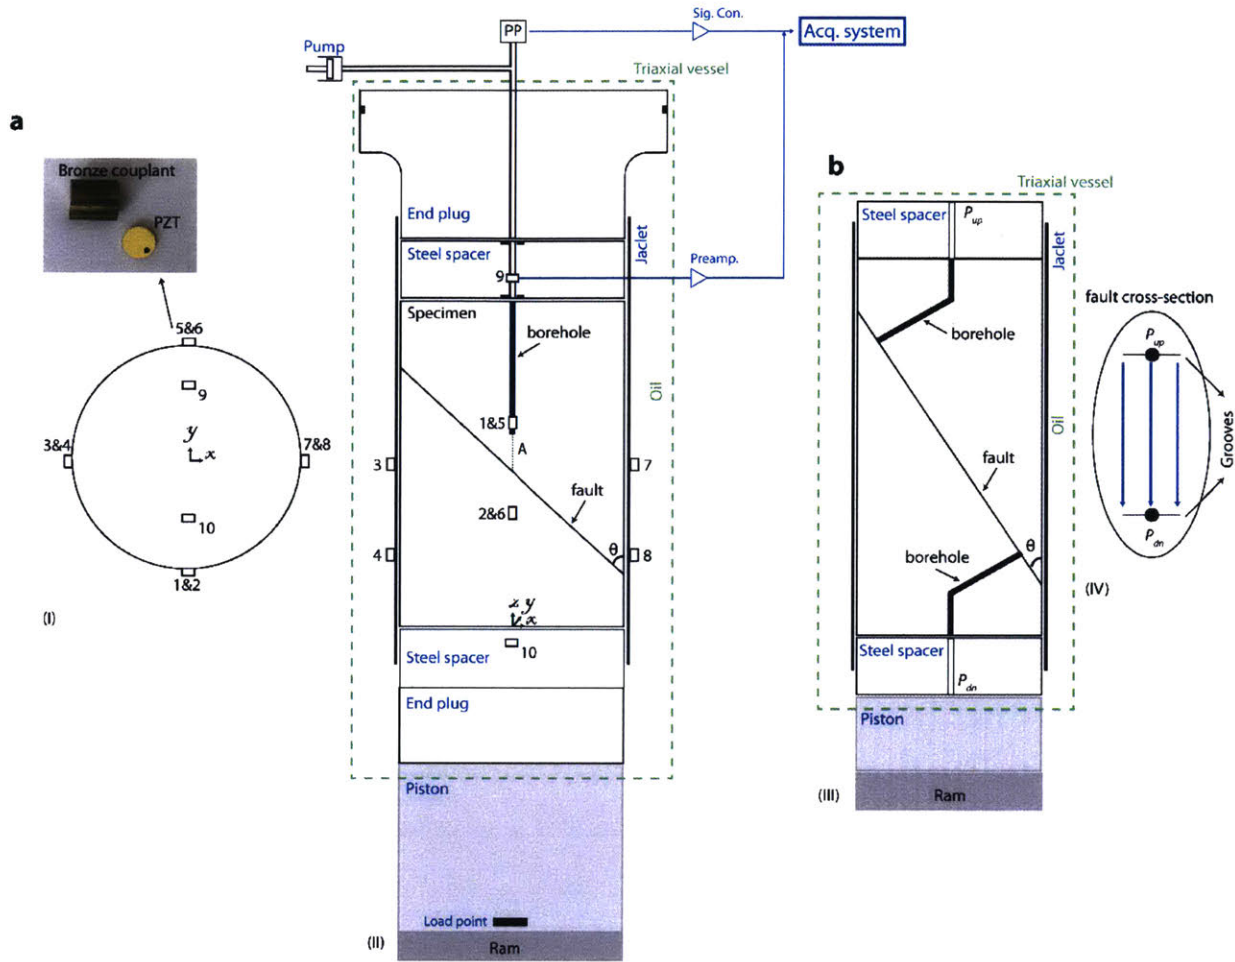 PP
Sig. Con.
Acq. system
Pump
Triaxial vessel
a
Bronze couplant
PZT
End plug
Steel spacer
9
Preamp.
Jaclet
Specimen
borehole
Oil
5&6
9
3&4
7&8
y
x
10
1&2
(I)
1&5
A
3
7
2&6
fault
4
θ
8
z y
x
10
Steel spacer
End plug
Piston
Load point
Ram
(II)
b
Triaxial vessel
Steel spacer
Pup
Jaclet
borehole
Oil
fault
borehole
θ
Steel spacer
Pdn
Piston
Ram
(III)
fault cross-section
Pup
Grooves
Pdn
(IV)